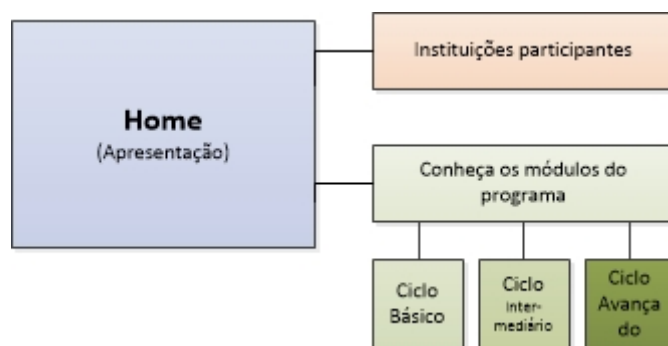 Home
(Apresentação)
Instituições participantes
Conheça os módulos do
programa
Ciclo
Básico
Ciclo
Inter-
mediário
Ciclo
Avança
do